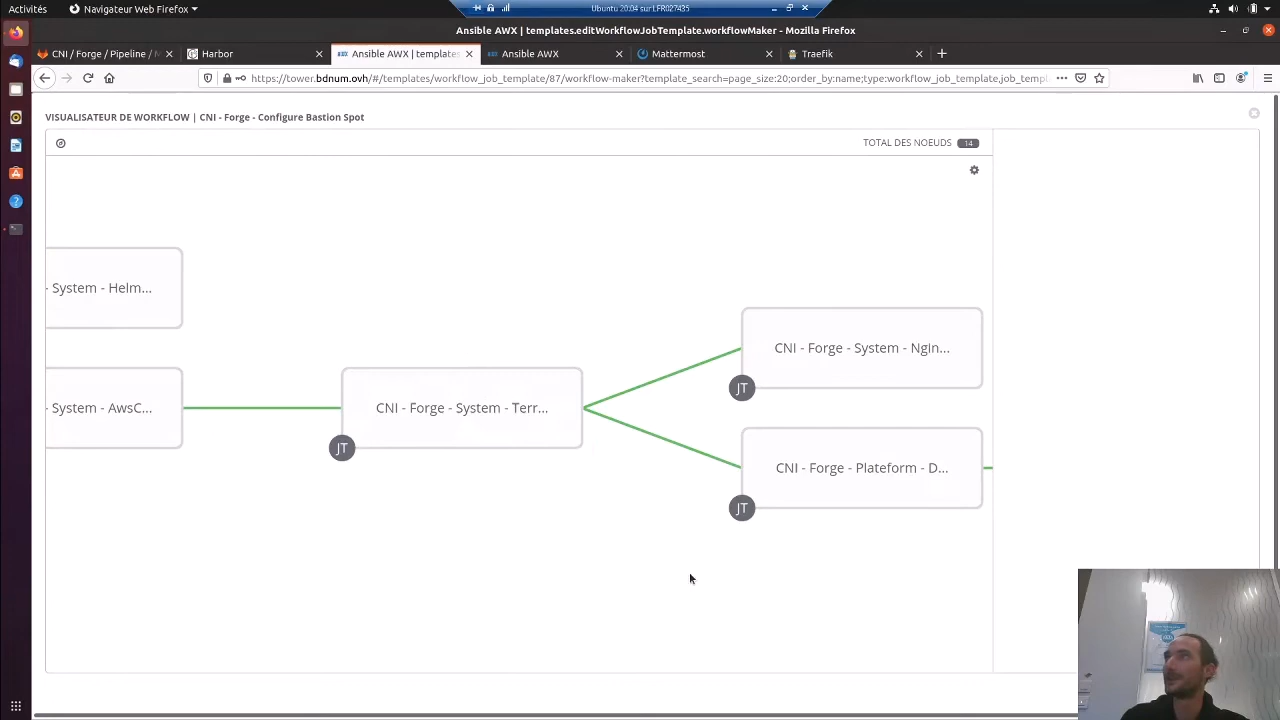 Activités
Navigateur Web Firefox
Ubuntu 20:04 sur LFR027435
Ansible AWX | templates.editWorkflowJobTemplate.workflowMaker - Mozilla Firefox
CNI / Forge / Pipeline / M
Harbor
Ansible AWX | templates
Ansible AWX
Mattermost
Traefik
https://tower.bdnum.ovh/#/templates/workflow_job_template/87/workflow-maker?template_search=page_size:20;order_by:name;type:workflow_job_template,job_temp
VISUALISATEUR DE WORKFLOW | CNI - Forge - Configure Bastion Spot
TOTAL DES NOEUDS 14
- System - Helm...
CNI - Forge - System - Ngin...
JT
- System - AwsC...
CNI - Forge - System - Terr...
JT
CNI - Forge - Plateform - D...
JT